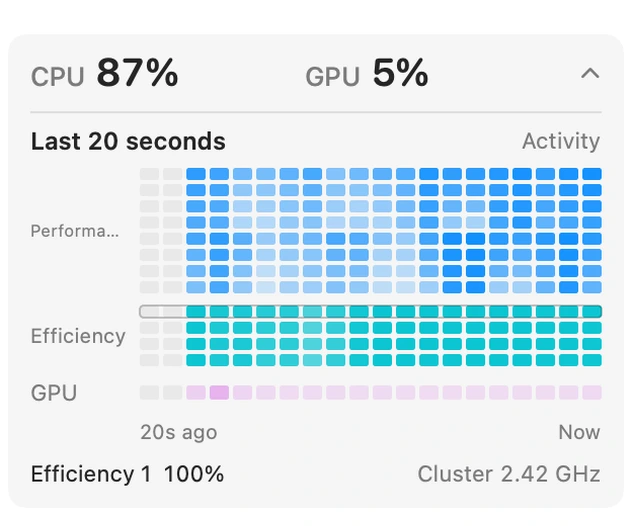 CPU 87% GPU 5%
Last 20 seconds Activity
Performa...
Efficiency
GPU
20s ago Now
Efficiency 1 100% Cluster 2.42 GHz